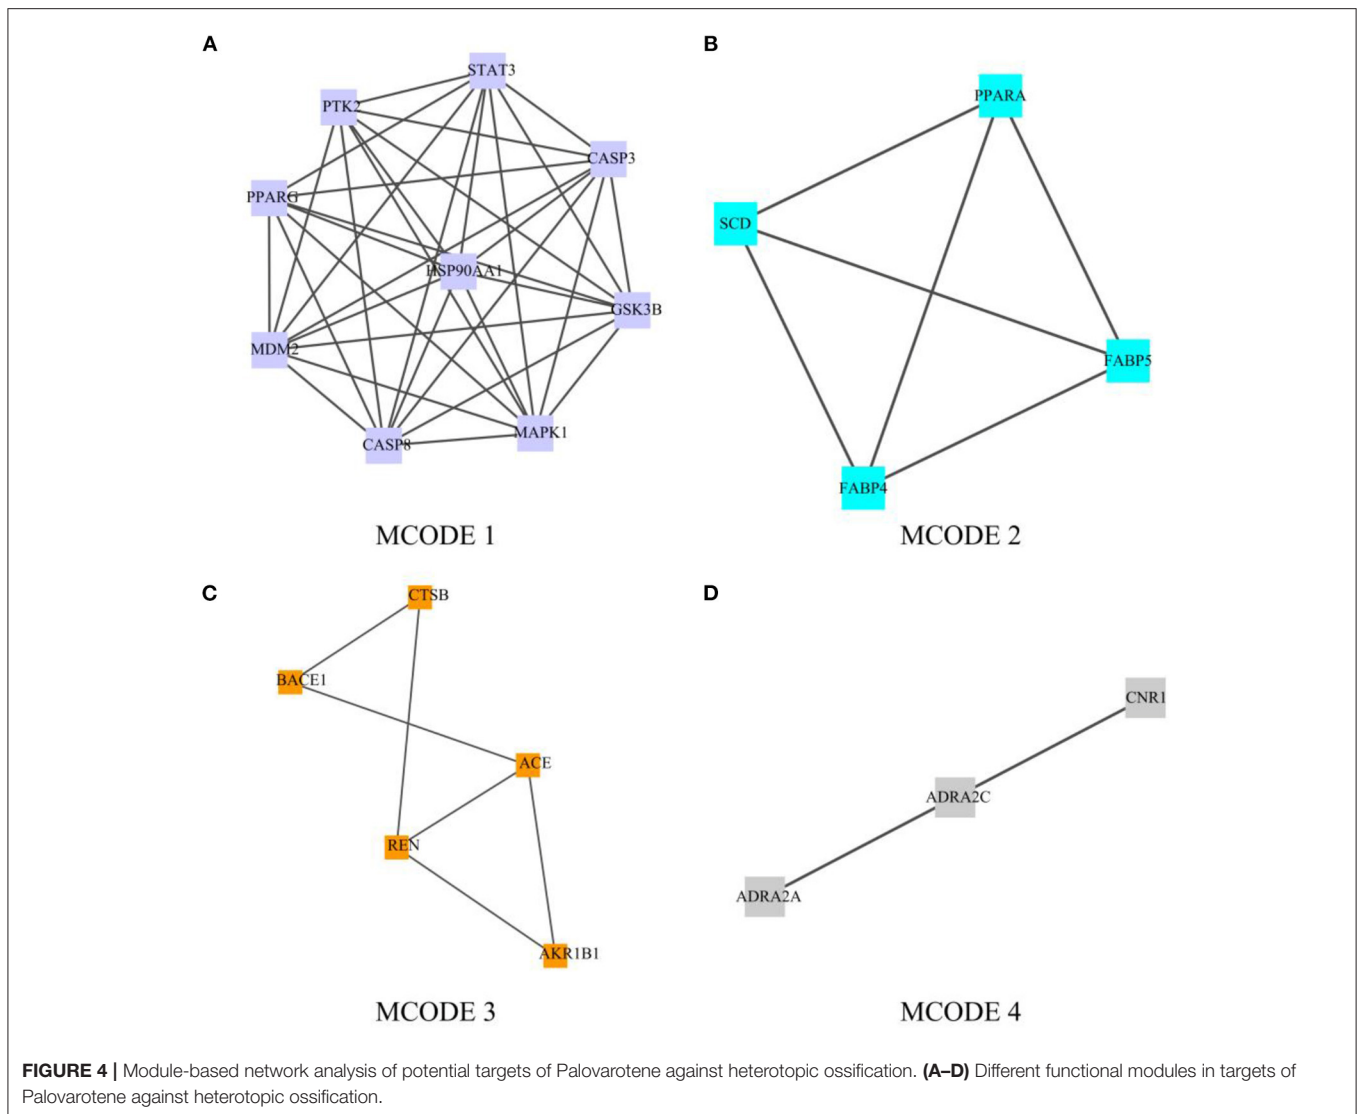 A
STAT3
PTK2
CASP3
PPARG
HSP90AA1
GSK3B
MDM2
CASP8
MAPK1
MCODE 1
B
PPARA
SCD
FABP5
FABP4
MCODE 2
C
CTSB
BACE1
ACE
REN
AKR1B1
MCODE 3
D
CNR1
ADRA2C
ADRA2A
MCODE 4
FIGURE 4 | Module-based network analysis of potential targets of Palovarotene against heterotopic ossification. (A–D) Different functional modules in targets of
Palovarotene against heterotopic ossification.